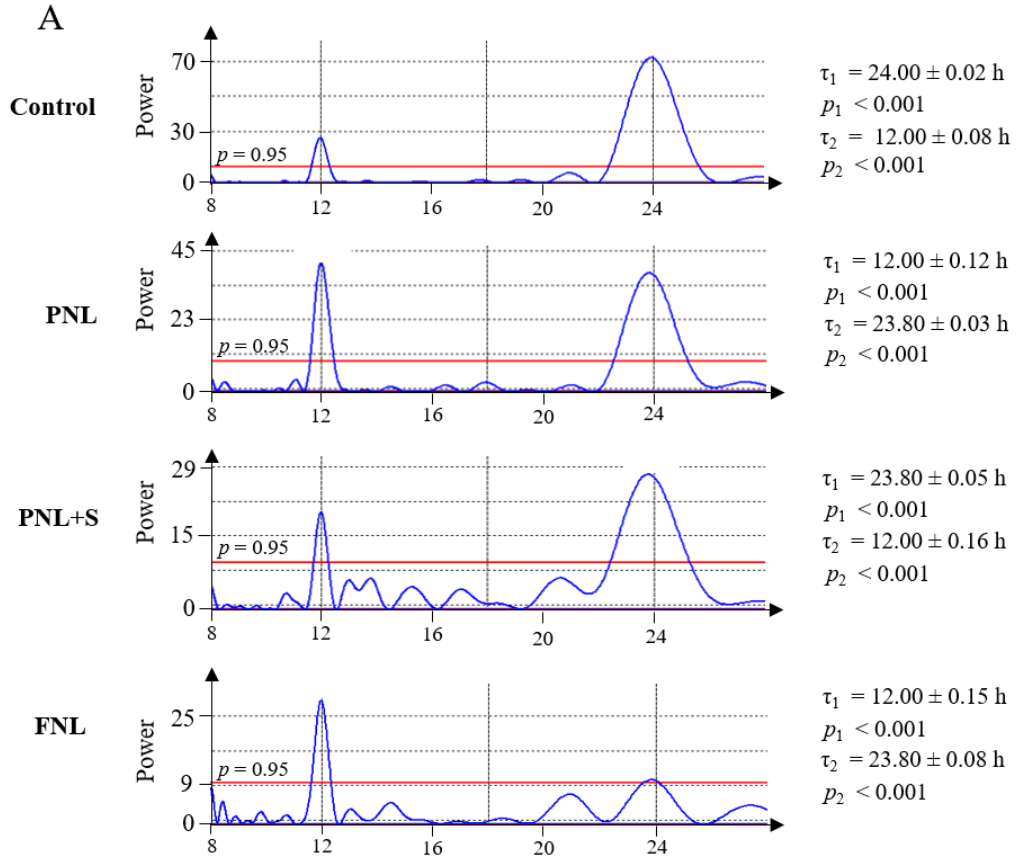 A
Control
Power
70
30
0
p = 0.95
8 12 16 20 24
τ1 = 24.00 ± 0.02 h
p1 < 0.001
τ2 = 12.00 ± 0.08 h
p2 < 0.001
PNL
Power
45
23
0
p = 0.95
8 12 16 20 24
τ1 = 12.00 ± 0.12 h
p1 < 0.001
τ2 = 23.80 ± 0.03 h
p2 < 0.001
PNL+S
Power
29
15
0
p = 0.95
8 12 16 20 24
τ1 = 23.80 ± 0.05 h
p1 < 0.001
τ2 = 12.00 ± 0.16 h
p2 < 0.001
FNL
Power
25
9
0
p = 0.95
8 12 16 20 24
τ1 = 12.00 ± 0.15 h
p1 < 0.001
τ2 = 23.80 ± 0.08 h
p2 < 0.001